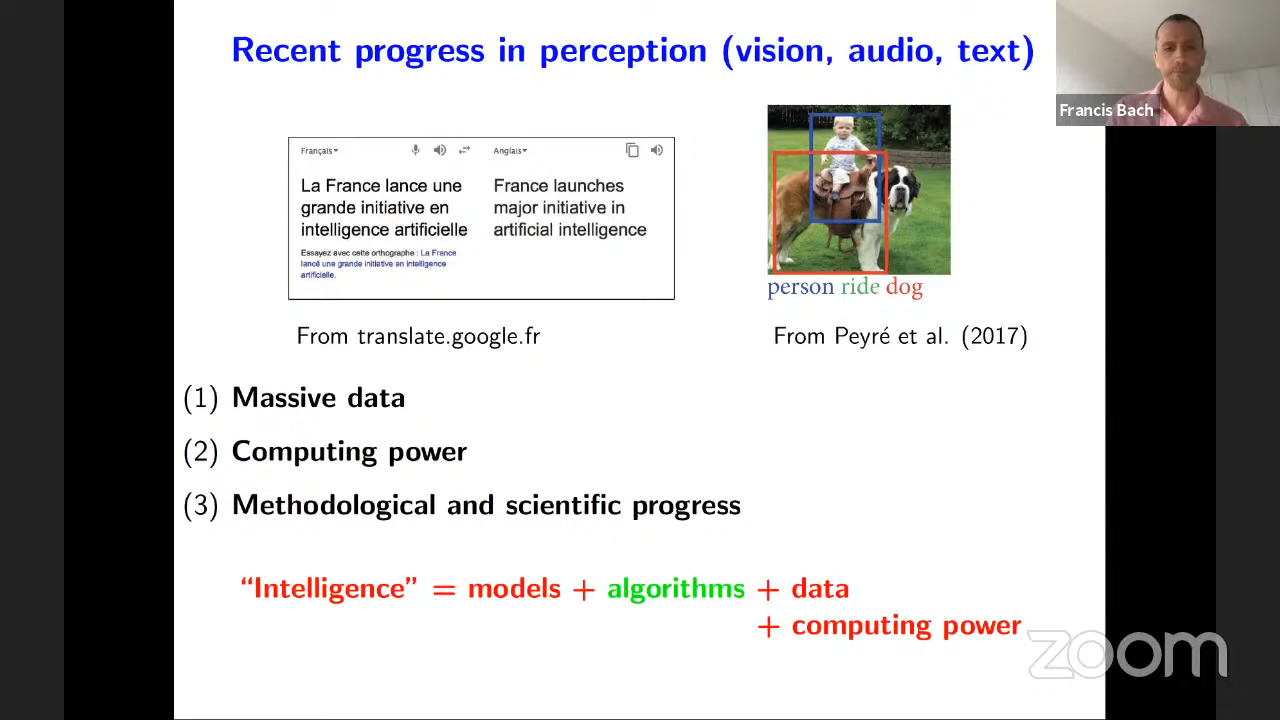 Recent progress in perception (vision, audio, text)
Francis Bach
Français
Anglais
La France lance une
grande initiative en
intelligence artificielle
Essayez avec cette orthographe : La France
lancé une grande initiative en intelligence
artificielle.
France launches
major initiative in
artificial intelligence
person ride dog
From translate.google.fr
From Peyré et al. (2017)
(1) Massive data
(2) Computing power
(3) Methodological and scientific progress
“Intelligence” = models + algorithms + data
+ computing power
zoom